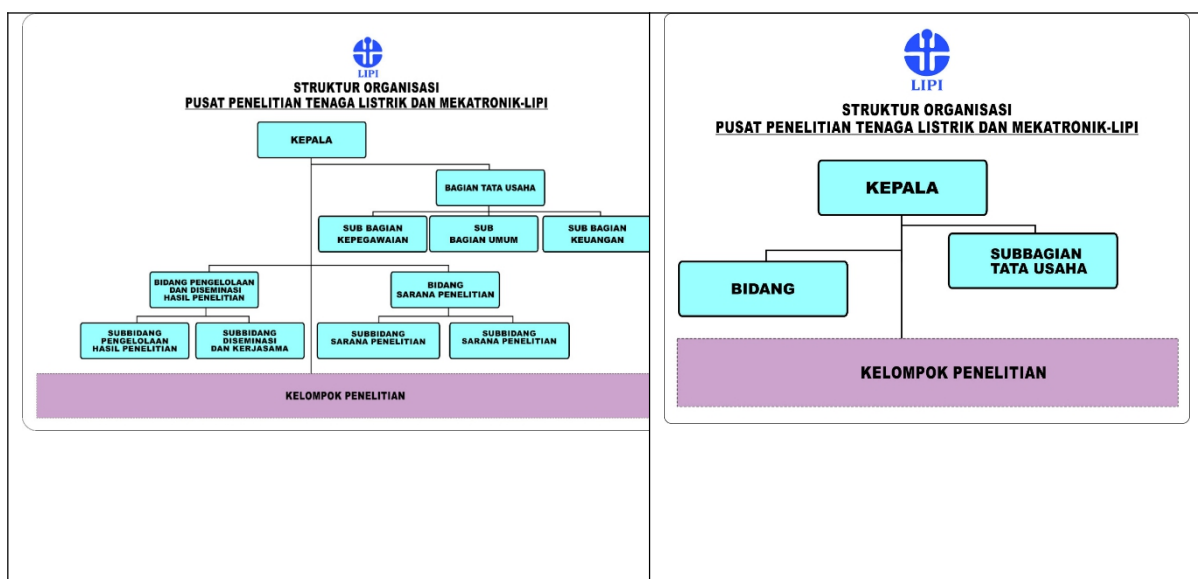 LIPI
STRUKTUR ORGANISASI
PUSAT PENELITIAN TENAGA LISTRIK DAN MEKATRONIK-LIPI
KEPALA
BAGIAN TATA USAHA
SUB BAGIAN
KEPEGAWAIAN
SUB
BAGIAN UMUM
SUB BAGIAN
KEUANGAN
BIDANG PENGELOLAAN
DAN DISEMINASI
HASIL PENELITIAN
BIDANG
SARANA PENELITIAN
SUBBIDANG
PENGELOLAAN
HASIL PENELITIAN
SUBBIDANG
DISEMINASI
DAN KERJASAMA
SUBBIDANG
SARANA PENELITIAN
SUBBIDANG
SARANA PENELITIAN
KELOMPOK PENELITIAN
LIPI
STRUKTUR ORGANISASI
PUSAT PENELITIAN TENAGA LISTRIK DAN MEKATRONIK-LIPI
KEPALA
SUBBAGIAN
TATA USAHA
BIDANG
KELOMPOK PENELITIAN